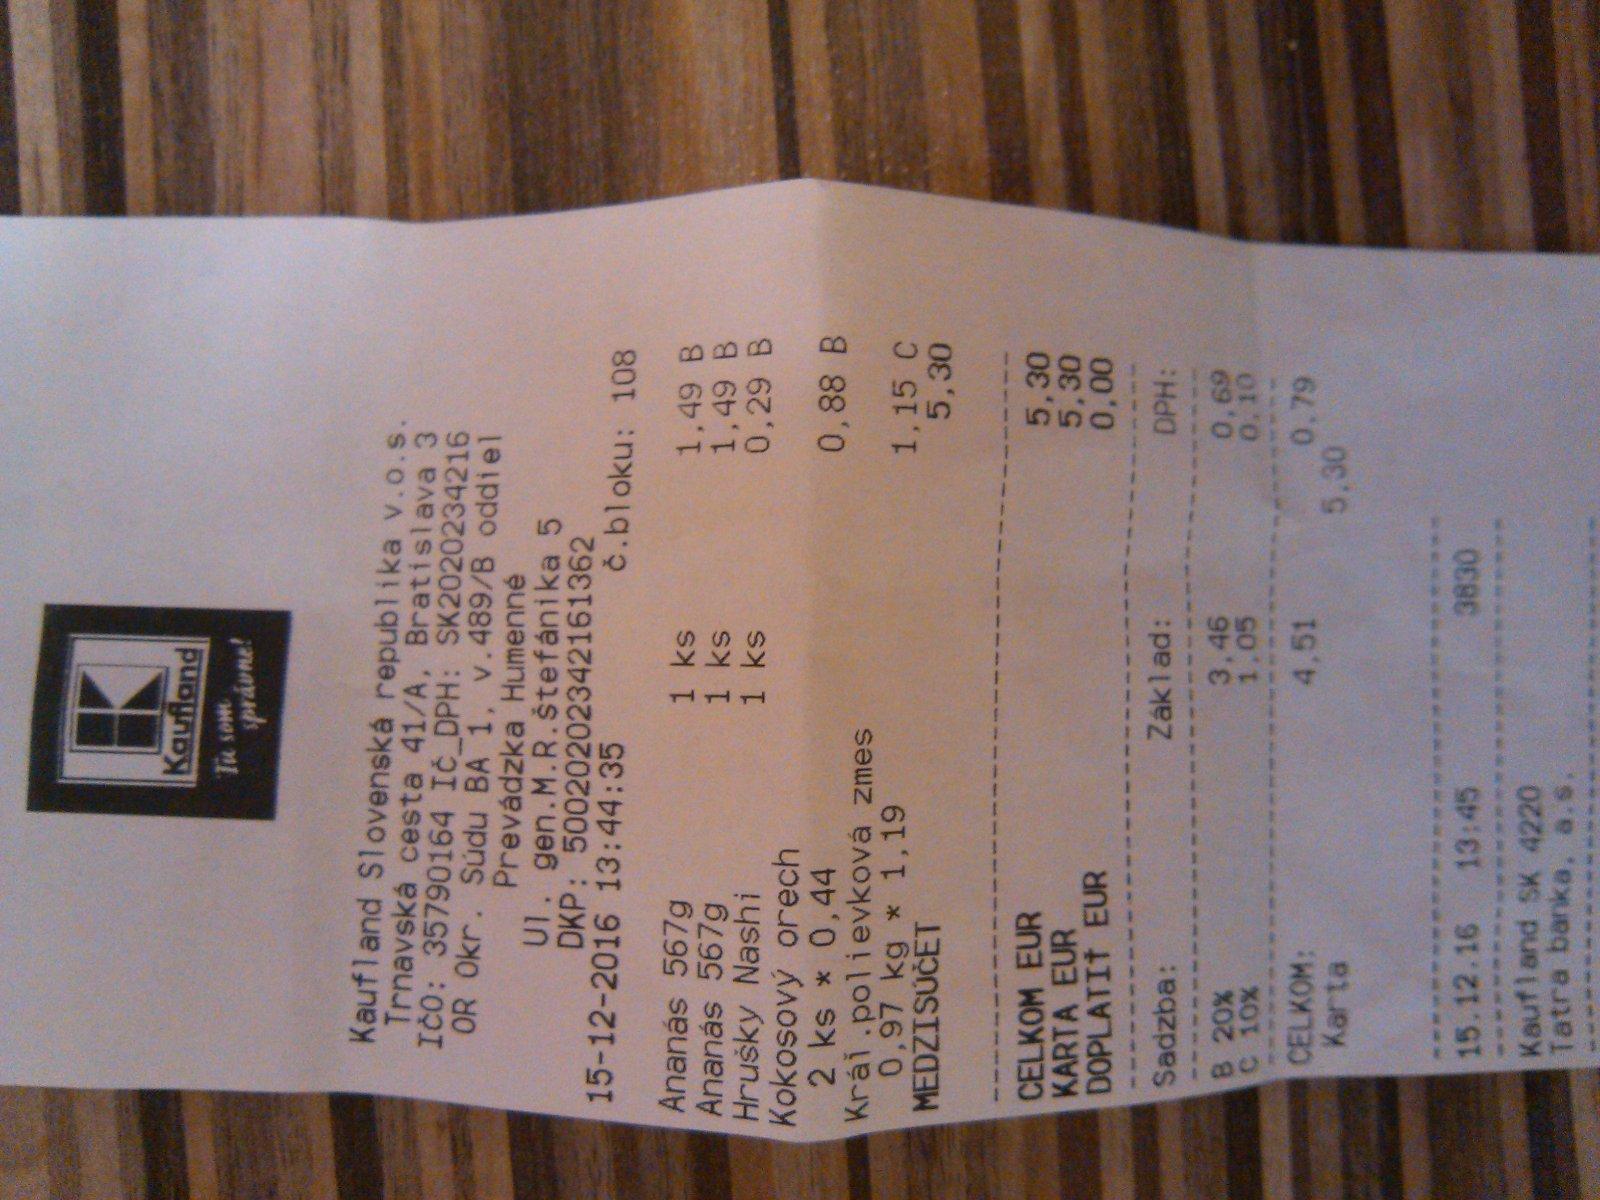 Kaufland
Tu som
správne!
Kaufland Slovenská republika v.o.s.
Trnavská cesta 41/A, Bratislava 3
IČO: 35790164 IČ_DPH: SK2020234216
OR Okr. Súdu BA 1, v.489/B oddiel
Prevádzka Humenné
Ul. gen.M.R.štefánika 5
DKP: 50020202342161362
15-12-2016 13:44:35 č.bloku: 108
Ananás 567g 1 ks 1,49 B
Ananás 567g 1 ks 1,49 B
Hrušky Nashi 1 ks 0,29 B
Kokosový orech
2 ks * 0,44 0,88 B
Kráľ.polievková zmes
0,97 kg * 1,19 1,15 C
MEDZISÚČET 5,30
CELKOM EUR 5,30
KARTA EUR 5,30
DOPLATIŤ EUR 0,00
Sadzba: Základ: DPH:
B 20% 3,46 0,69
C 10% 1,05 0,10
CELKOM: 4,51 0,79
Karta 5,30
15.12.16 13:45 3830
Kaufland SK 4220
Tatra banka, a.s.